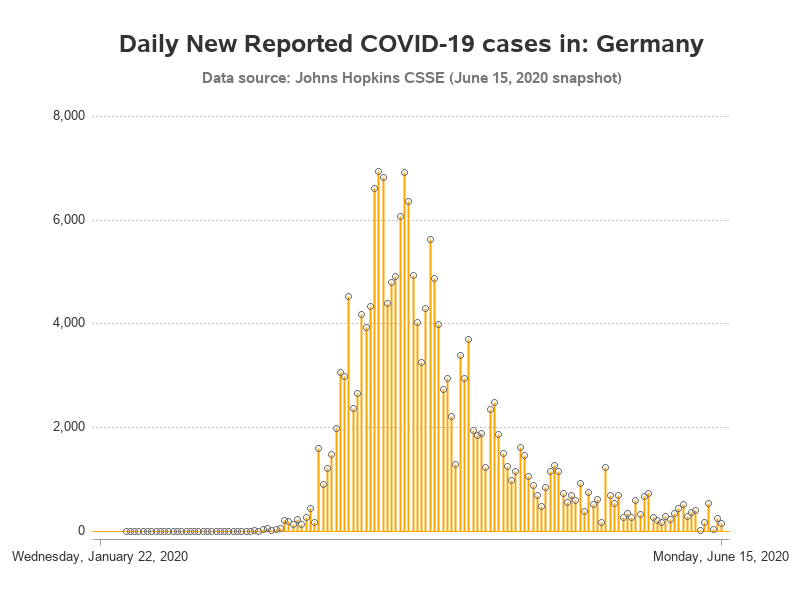 Daily New Reported COVID-19 cases in: Germany
Data source: Johns Hopkins CSSE (June 15, 2020 snapshot)
8,000
6,000
4,000
2,000
0
Wednesday, January 22, 2020 Monday, June 15, 2020